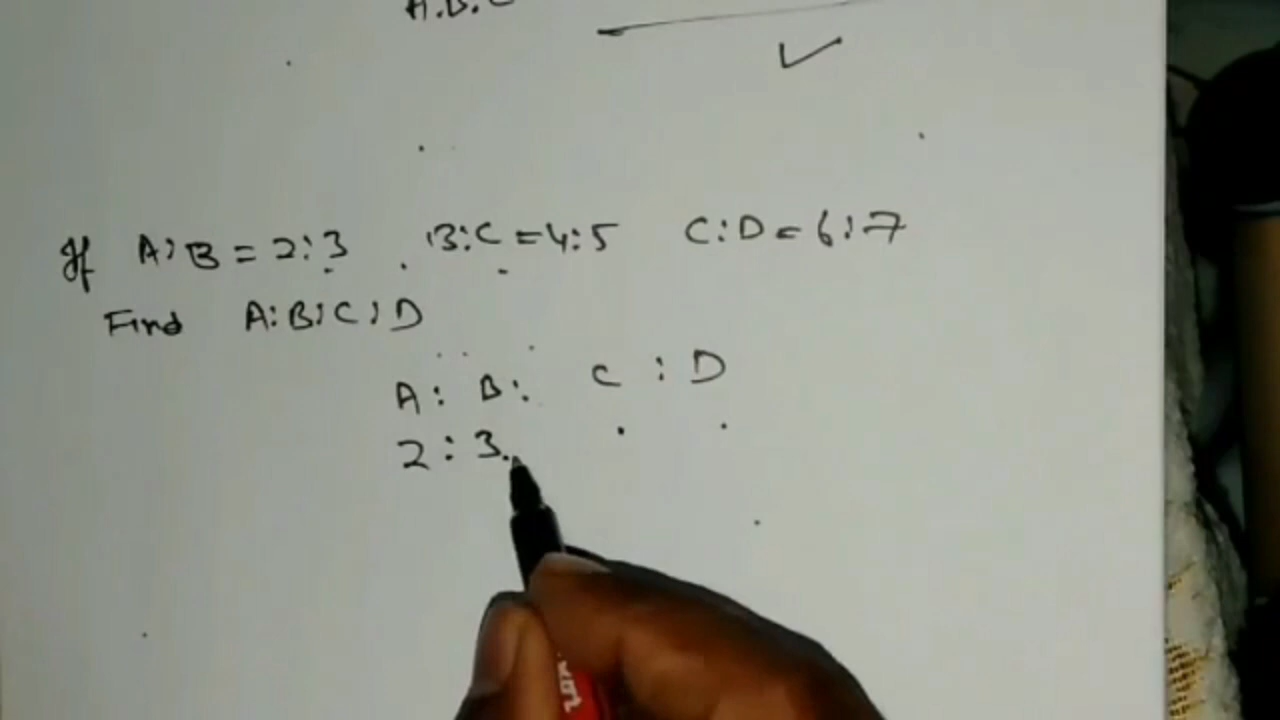 A:B:C
If A:B = 2:3 B:C = 4:5 C:D = 6:7
Find A:B:C:D
A: B: C : D
2 : 3